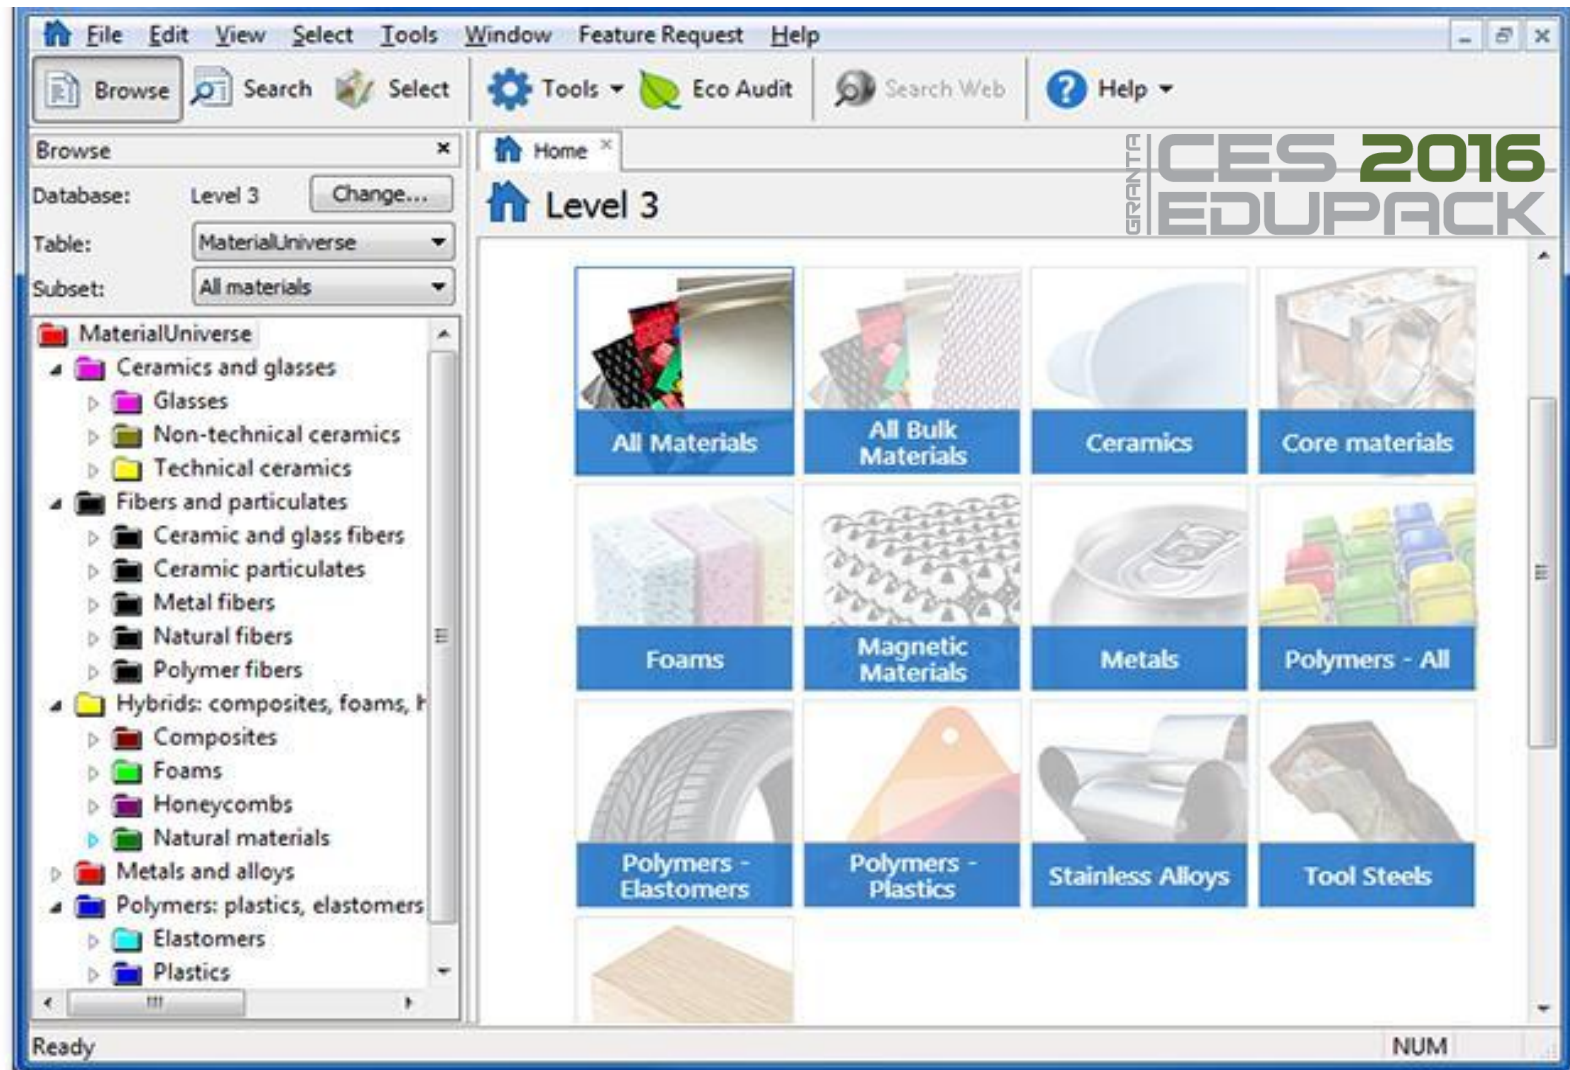 File Edit View Select Tools Window Feature Request Help
Browse Search Select Tools Eco Audit Search Web Help
Browse
Database: Level 3 Change...
Table: MaterialUniverse
Subset: All materials
MaterialUniverse
Ceramics and glasses
Glasses
Non-technical ceramics
Technical ceramics
Fibers and particulates
Ceramic and glass fibers
Ceramic particulates
Metal fibers
Natural fibers
Polymer fibers
Hybrids: composites, foams, h
Composites
Foams
Honeycombs
Natural materials
Metals and alloys
Polymers: plastics, elastomers
Elastomers
Plastics
Home
Level 3
GRANTA
CES 2016
EDUPACK
All Materials
All Bulk
Materials
Ceramics
Core materials
Foams
Magnetic
Materials
Metals
Polymers - All
Polymers -
Elastomers
Polymers -
Plastics
Stainless Alloys
Tool Steels
Ready NUM